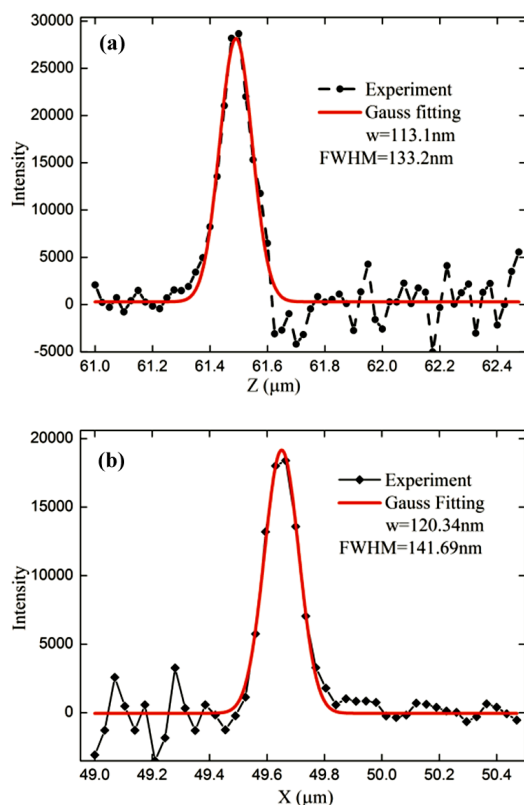 (a)
30000
25000
20000
15000
10000
5000
0
-5000
Intensity
Experiment
Gauss fitting
w=113.1nm
FWHM=133.2nm
61.0 61.2 61.4 61.6 61.8 62.0 62.2 62.4
Z (μm)
(b)
20000
15000
10000
5000
0
Intensity
Experiment
Gauss Fitting
w=120.34nm
FWHM=141.69nm
49.0 49.2 49.4 49.6 49.8 50.0 50.2 50.4
X (μm)